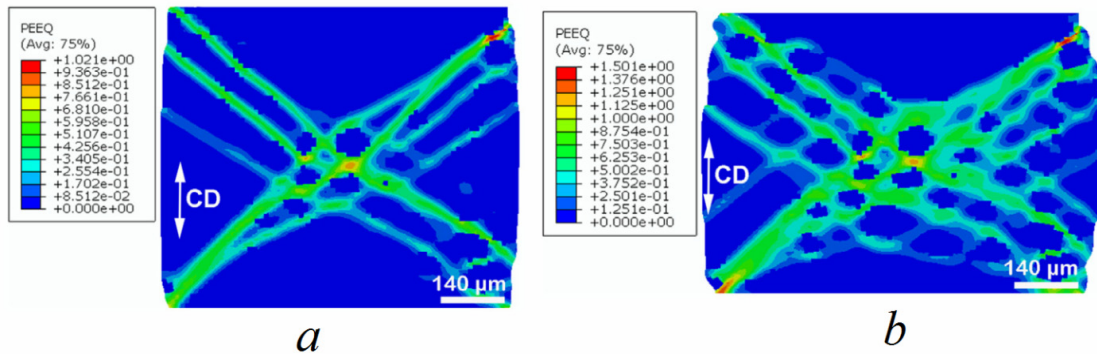 PEEQ
(Avg: 75%)
+1.021e+00
+9.363e-01
+8.512e-01
+7.661e-01
+6.810e-01
+5.958e-01
+5.107e-01
+4.256e-01
+3.405e-01
+2.554e-01
+1.702e-01
+8.512e-02
+0.000e+00
CD
140 µm
a
PEEQ
(Avg: 75%)
+1.501e+00
+1.376e+00
+1.251e+00
+1.125e+00
+1.000e+00
+8.754e-01
+7.503e-01
+6.253e-01
+5.002e-01
+3.752e-01
+2.501e-01
+1.251e-01
+0.000e+00
CD
140 µm
b